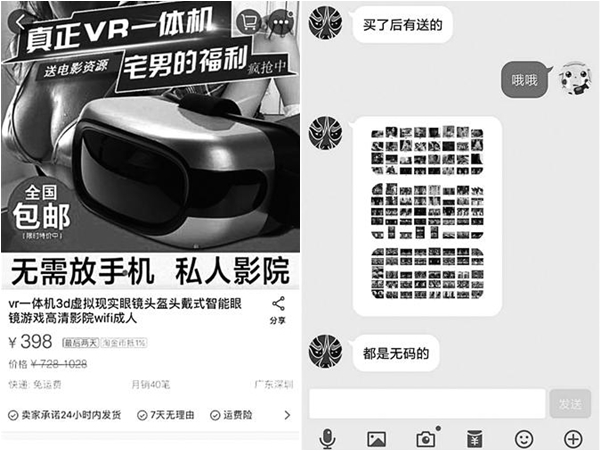 真正VR一体机
送电影资源
宅男的福利
疯抢中
全国
包邮
(限时特价中)
无需放手机 私人影院
vr一体机3d虚拟现实眼镜头盔头戴式智能眼
镜游戏高清影院wifi成人
分享
¥398 最后两天 淘金币抵1%
价格 ¥728-1028
快递: 免运费 月销40笔 广东深圳
卖家承诺24小时内发货 7天无理由 运费险
买了后有送的
哦哦
都是无码的
发送